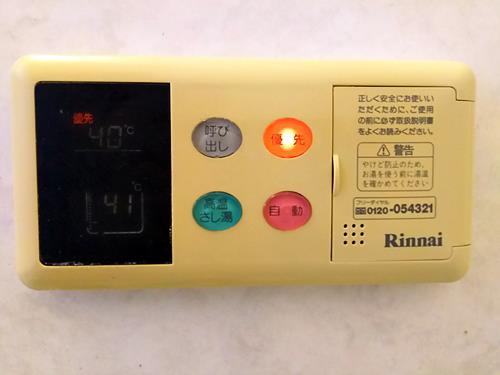 優先
40℃
41℃
呼び
出し
優先
高温
さし湯
自動
正しく安全にお使いい
ただくために、ご使用
の前に必ず取扱説明書
をよくお読みください。
警告
やけど防止のため、
お湯を使う前に湯温
を確かめてください
フリーダイヤル
0120-054321
Rinnai